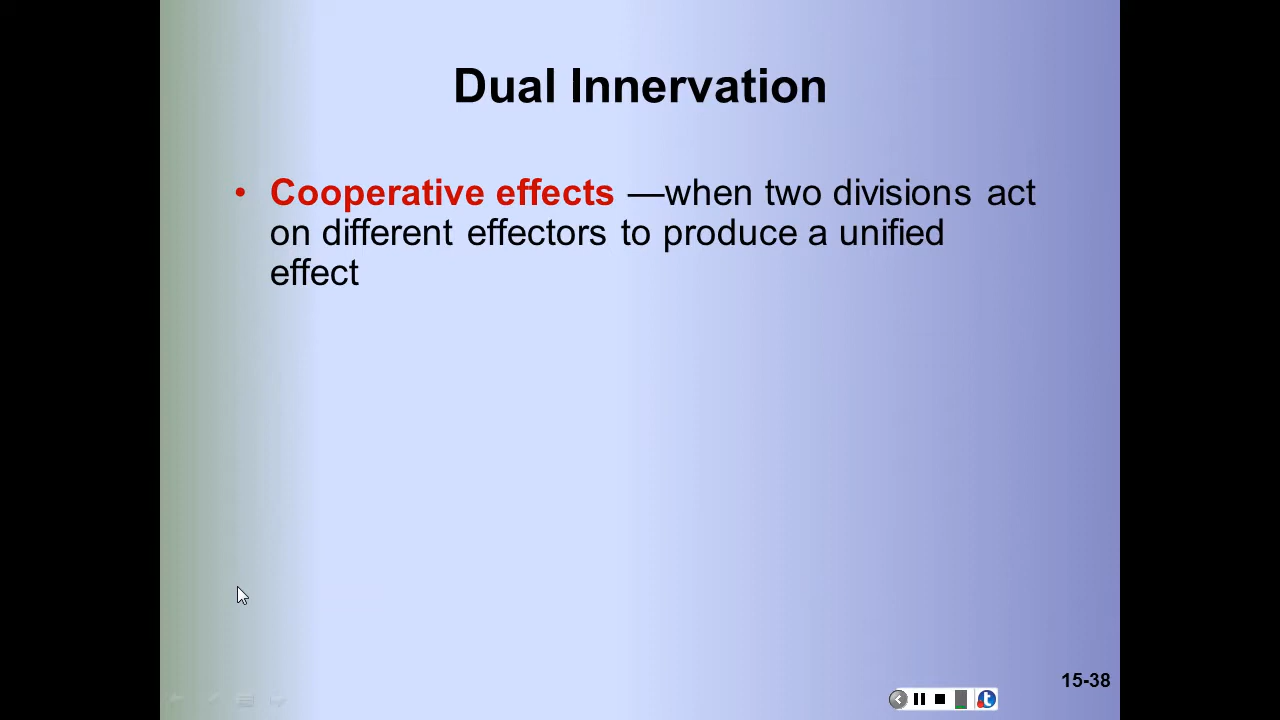 Dual Innervation
• Cooperative effects —when two divisions act
on different effectors to produce a unified
effect
15-38
t